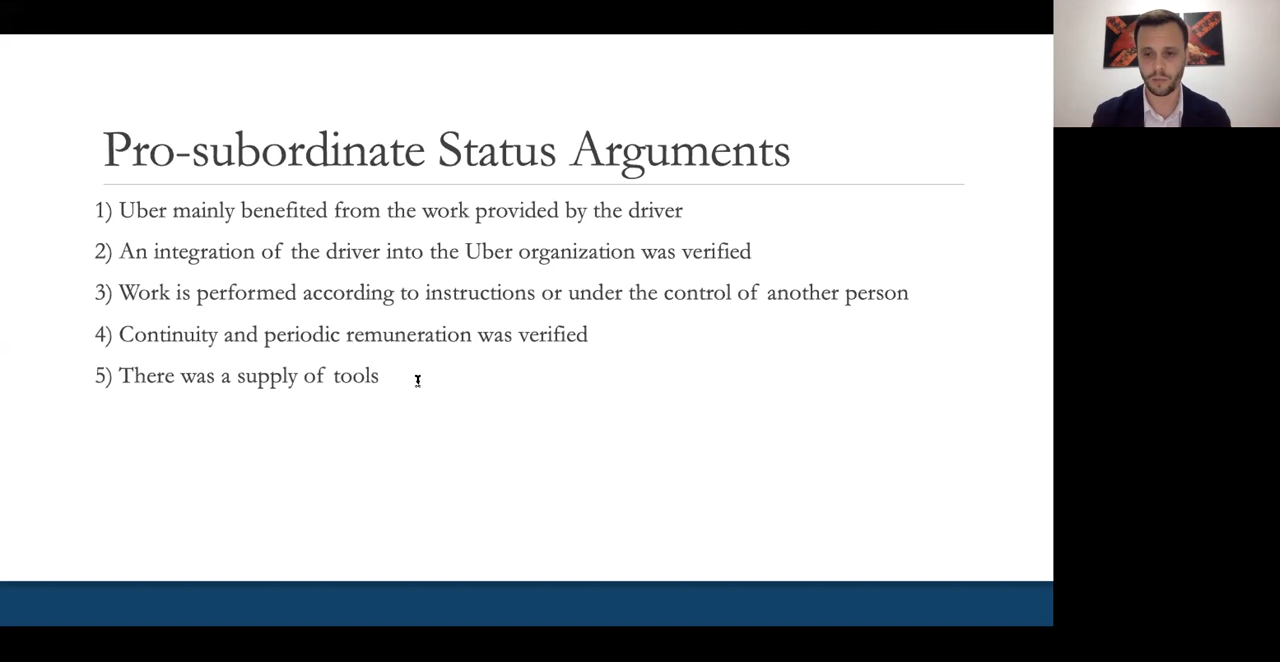 Pro-subordinate Status Arguments
1) Uber mainly benefited from the work provided by the driver
2) An integration of the driver into the Uber organization was verified
3) Work is performed according to instructions or under the control of another person
4) Continuity and periodic remuneration was verified
5) There was a supply of tools